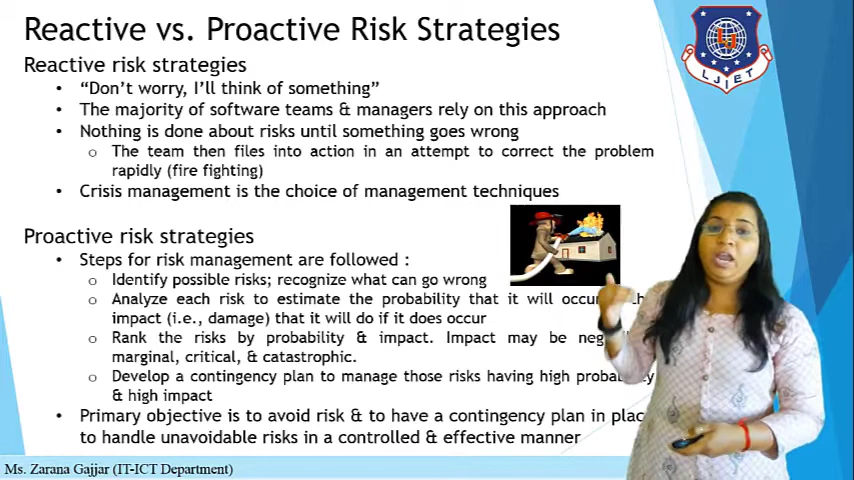 Reactive vs. Proactive Risk Strategies
LJIET
Reactive risk strategies
• “Don’t worry, I’ll think of something”
• The majority of software teams & managers rely on this approach
• Nothing is done about risks until something goes wrong
o The team then files into action in an attempt to correct the problem
rapidly (fire fighting)
• Crisis management is the choice of management techniques
Proactive risk strategies
• Steps for risk management are followed :
o Identify possible risks; recognize what can go wrong
o Analyze each risk to estimate the probability that it will
impact (i.e., damage) that it will do if it does occur
o Rank the risks by probability & impact. Impact may be
marginal, critical, & catastrophic.
o Develop a contingency plan to manage those risks having high
& high impact
• Primary objective is to avoid risk & to have a contingency plan in
to handle unavoidable risks in a controlled & effective manner
Ms. Zarana Gajjar (IT-ICT Department)